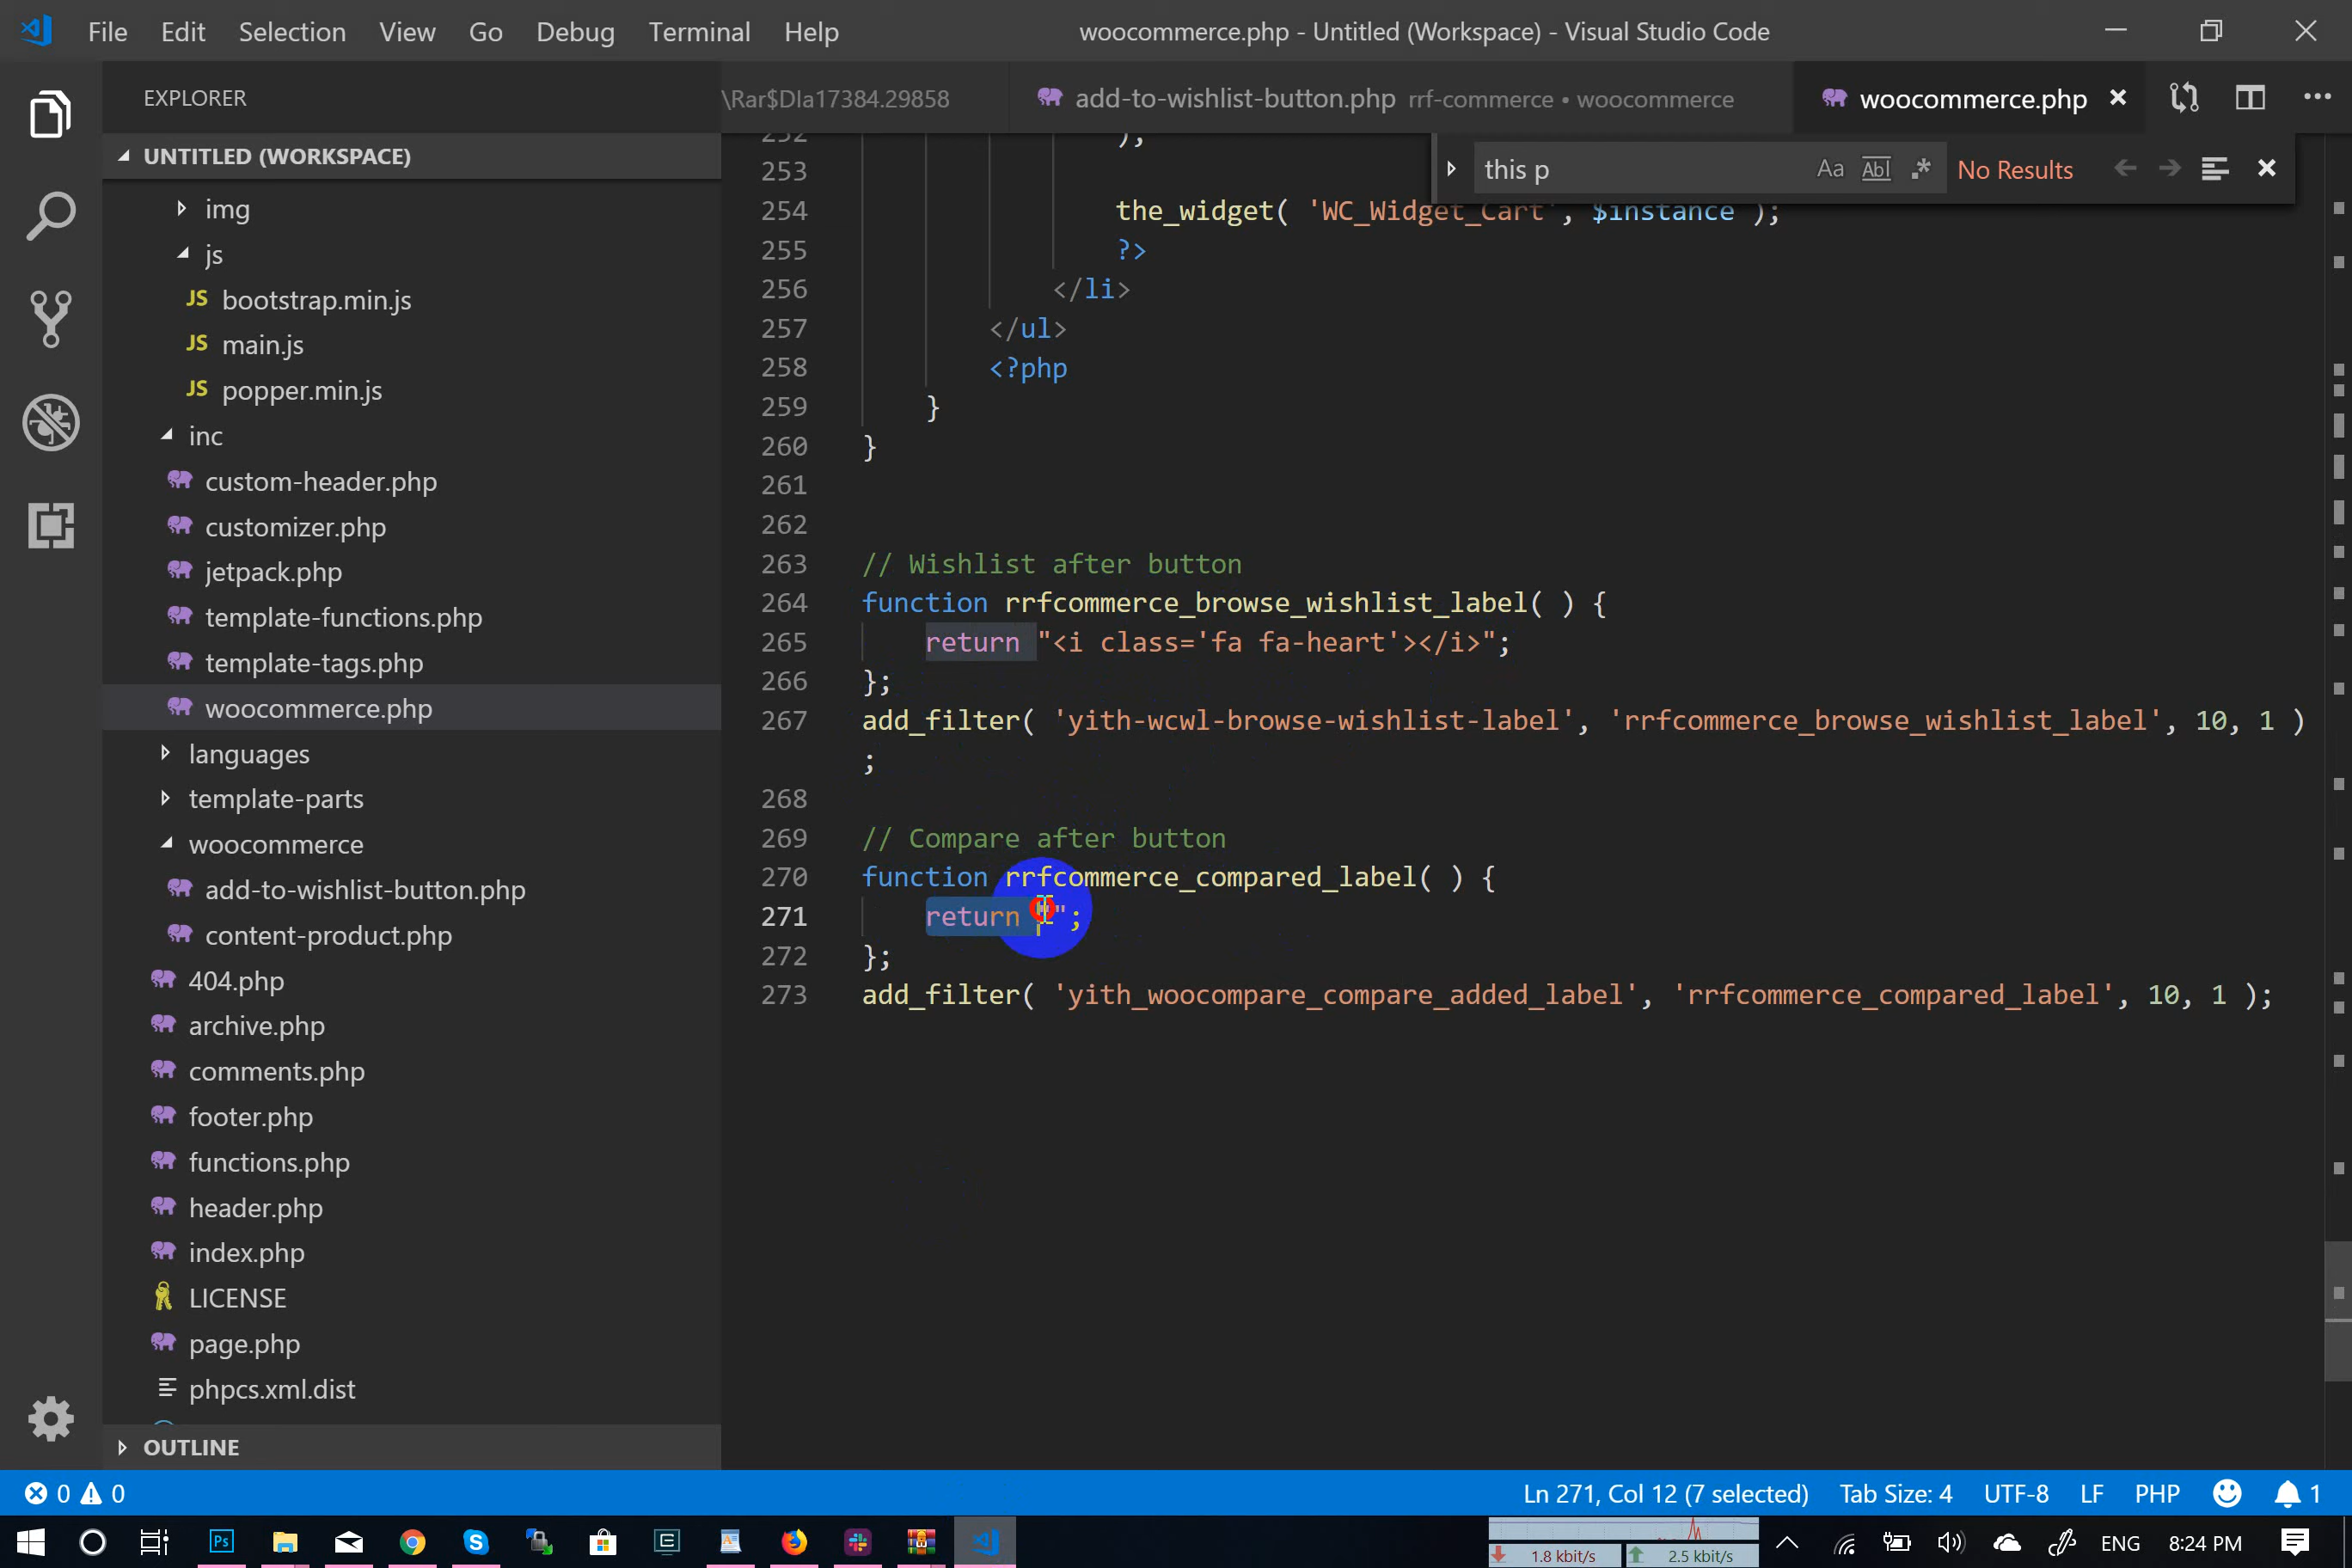 File Edit Selection View Go Debug Terminal Help
woocommerce.php - Untitled (Workspace) - Visual Studio Code
EXPLORER
\Rar$DIa17384.29858
add-to-wishlist-button.php rrf-commerce • woocommerce
woocommerce.php
UNTITLED (WORKSPACE)
this p
Aa Abl .* No Results
img
js
JS bootstrap.min.js
JS main.js
JS popper.min.js
inc
custom-header.php
customizer.php
jetpack.php
template-functions.php
template-tags.php
woocommerce.php
languages
template-parts
woocommerce
add-to-wishlist-button.php
content-product.php
404.php
archive.php
comments.php
footer.php
functions.php
header.php
index.php
LICENSE
page.php
phpcs.xml.dist
OUTLINE
252 );
253
254 the_widget( 'WC_Widget_Cart', $instance );
255 ?>
256 </li>
257 </ul>
258 <?php
259 }
260 }
261
262
263 // Wishlist after button
264 function rrfcommerce_browse_wishlist_label( ) {
265 return "<i class='fa fa-heart'></i>";
266 };
267 add_filter( 'yith-wcwl-browse-wishlist-label', 'rrfcommerce_browse_wishlist_label', 10, 1 )
;
268
269 // Compare after button
270 function rrfcommerce_compared_label( ) {
271 return "";
272 };
273 add_filter( 'yith_woocompare_compare_added_label', 'rrfcommerce_compared_label', 10, 1 );
0 0
Ln 271, Col 12 (7 selected) Tab Size: 4 UTF-8 LF PHP 1
Ps
1.8 kbit/s 2.5 kbit/s
ENG 8:24 PM